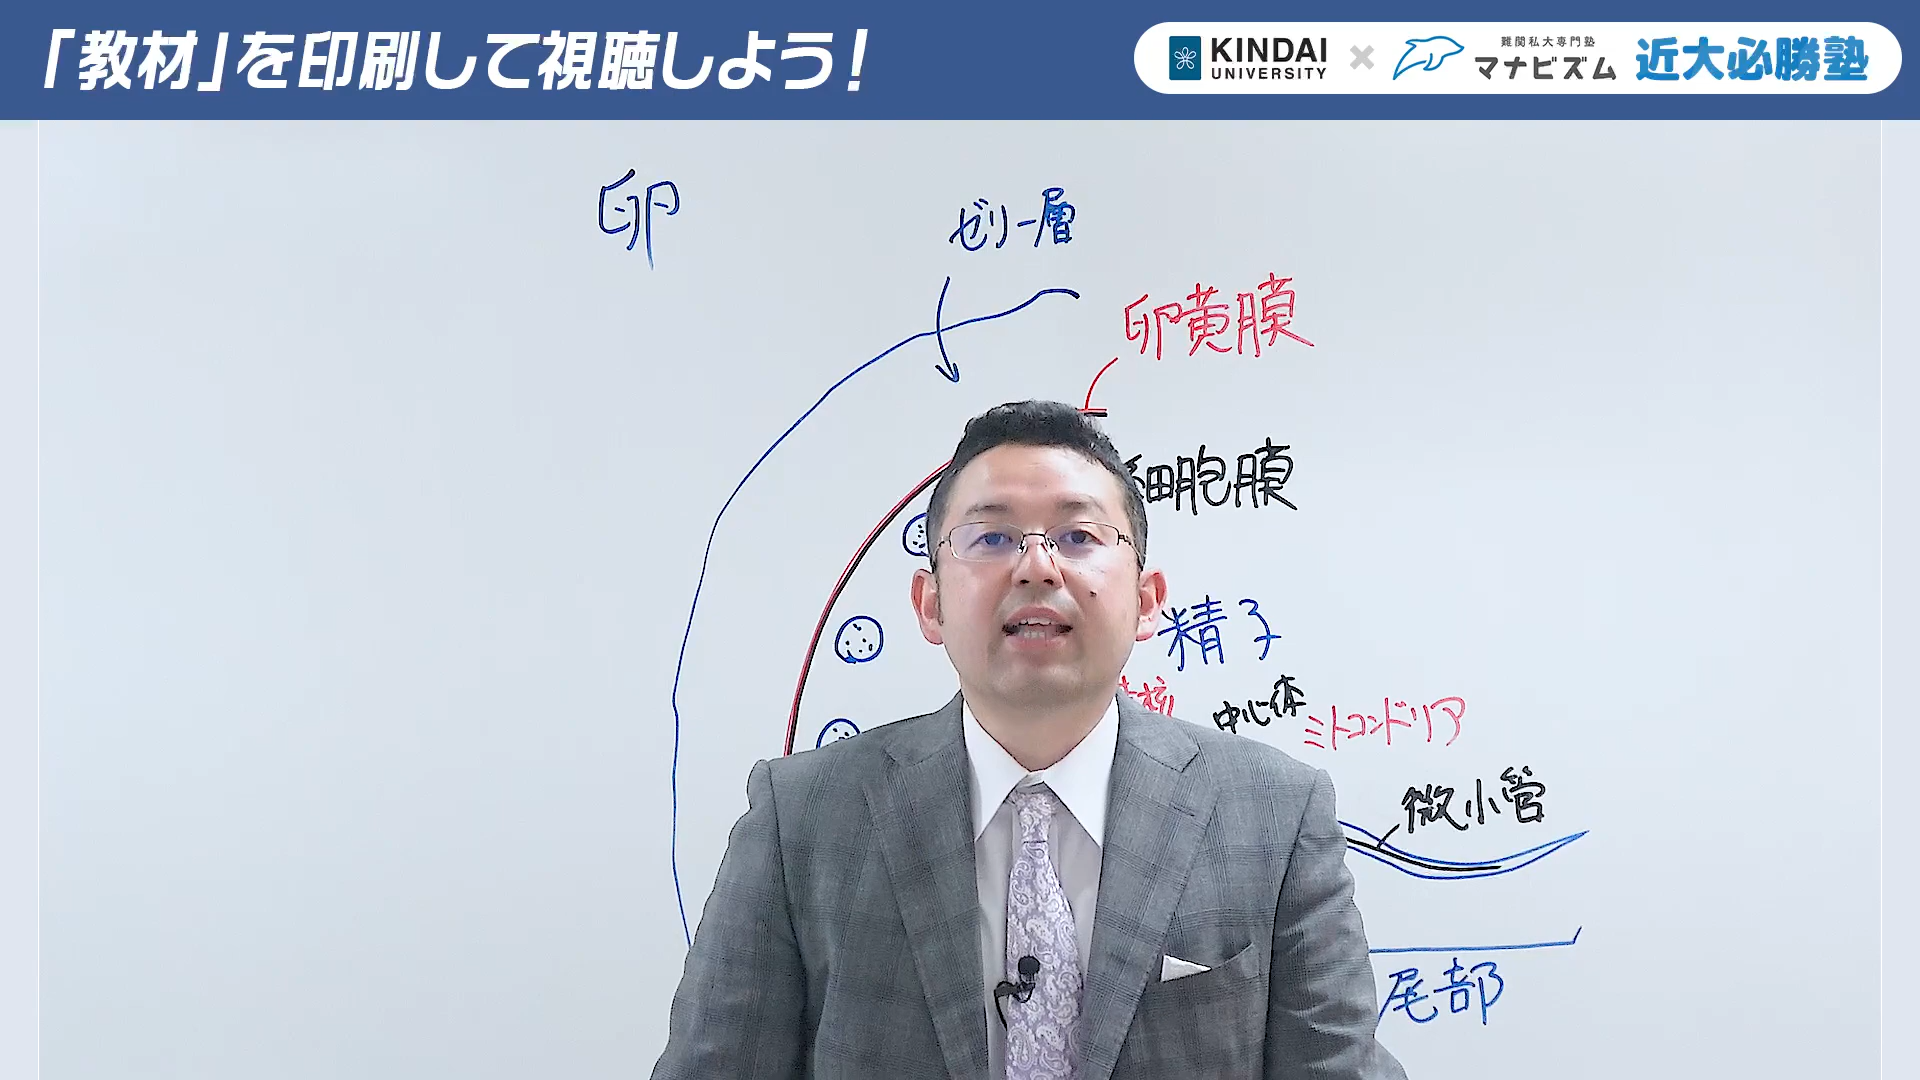 「教材」を印刷して視聴しよう!
KINDAI
UNIVERSITY
×
難関私大専門塾
マナビズム
近大必勝塾
卵
ゼリー層
卵黄膜
細胞膜
精子
核
中心体
ミトコンドリア
微小管
尾部